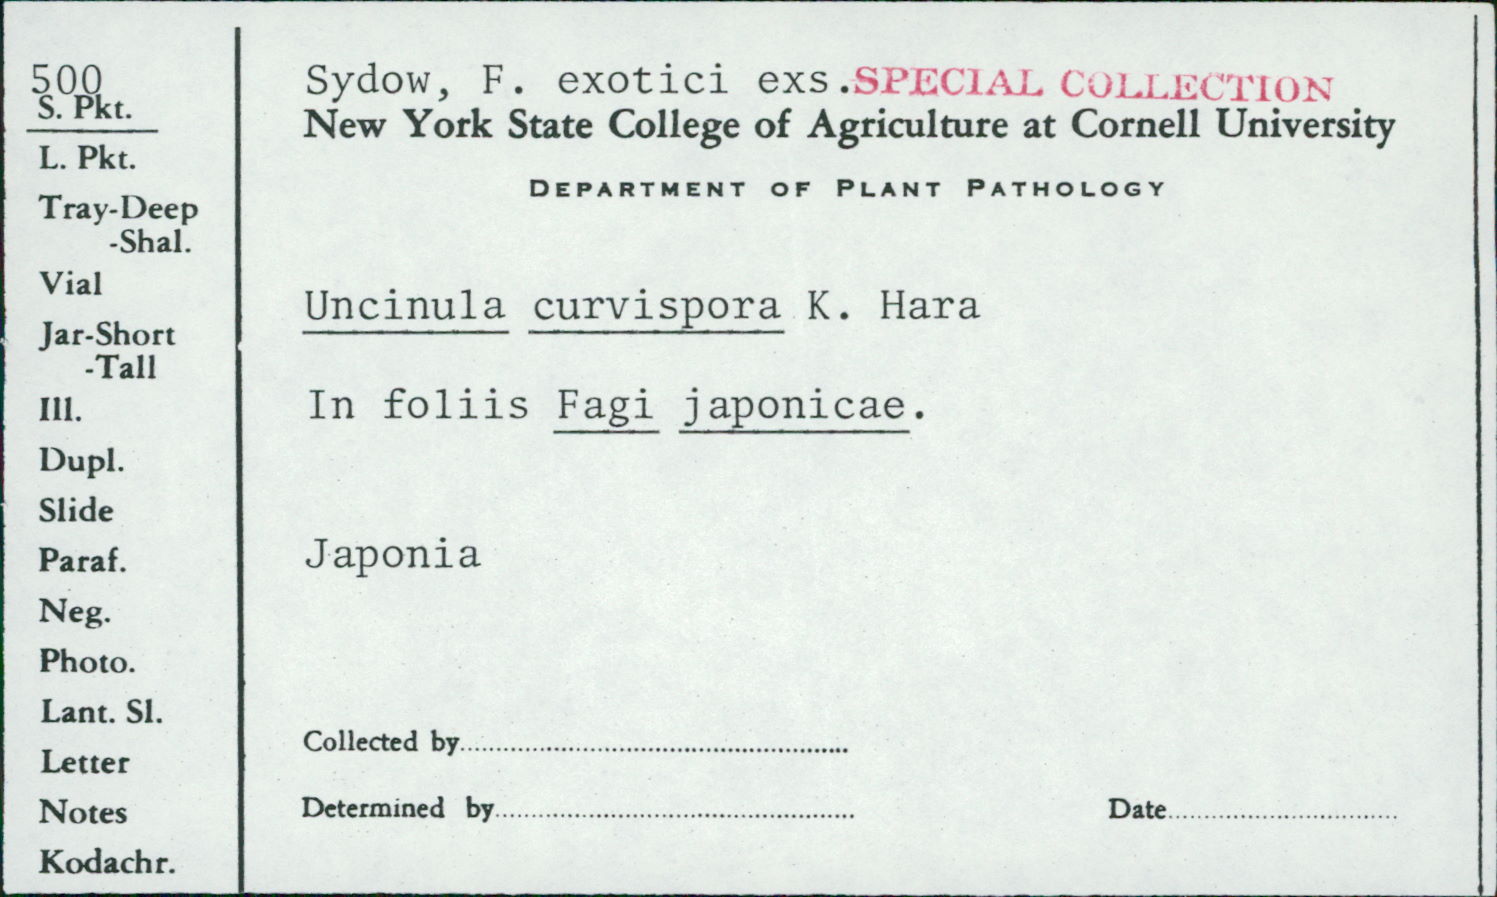 500
S. Pkt.
L. Pkt.
Tray-Deep
-Shal.
Vial
Jar-Short
-Tall
Ill.
Dupl.
Slide
Paraf.
Neg.
Photo.
Lant. Sl.
Letter
Notes
Kodachr.
Sydow, F. exotici exs. SPECIAL COLLECTION
New York State College of Agriculture at Cornell University
DEPARTMENT OF PLANT PATHOLOGY
Uncinula curvispora K. Hara
In foliis Fagi japonicae.
Japonia
Collected by
Determined by
Date